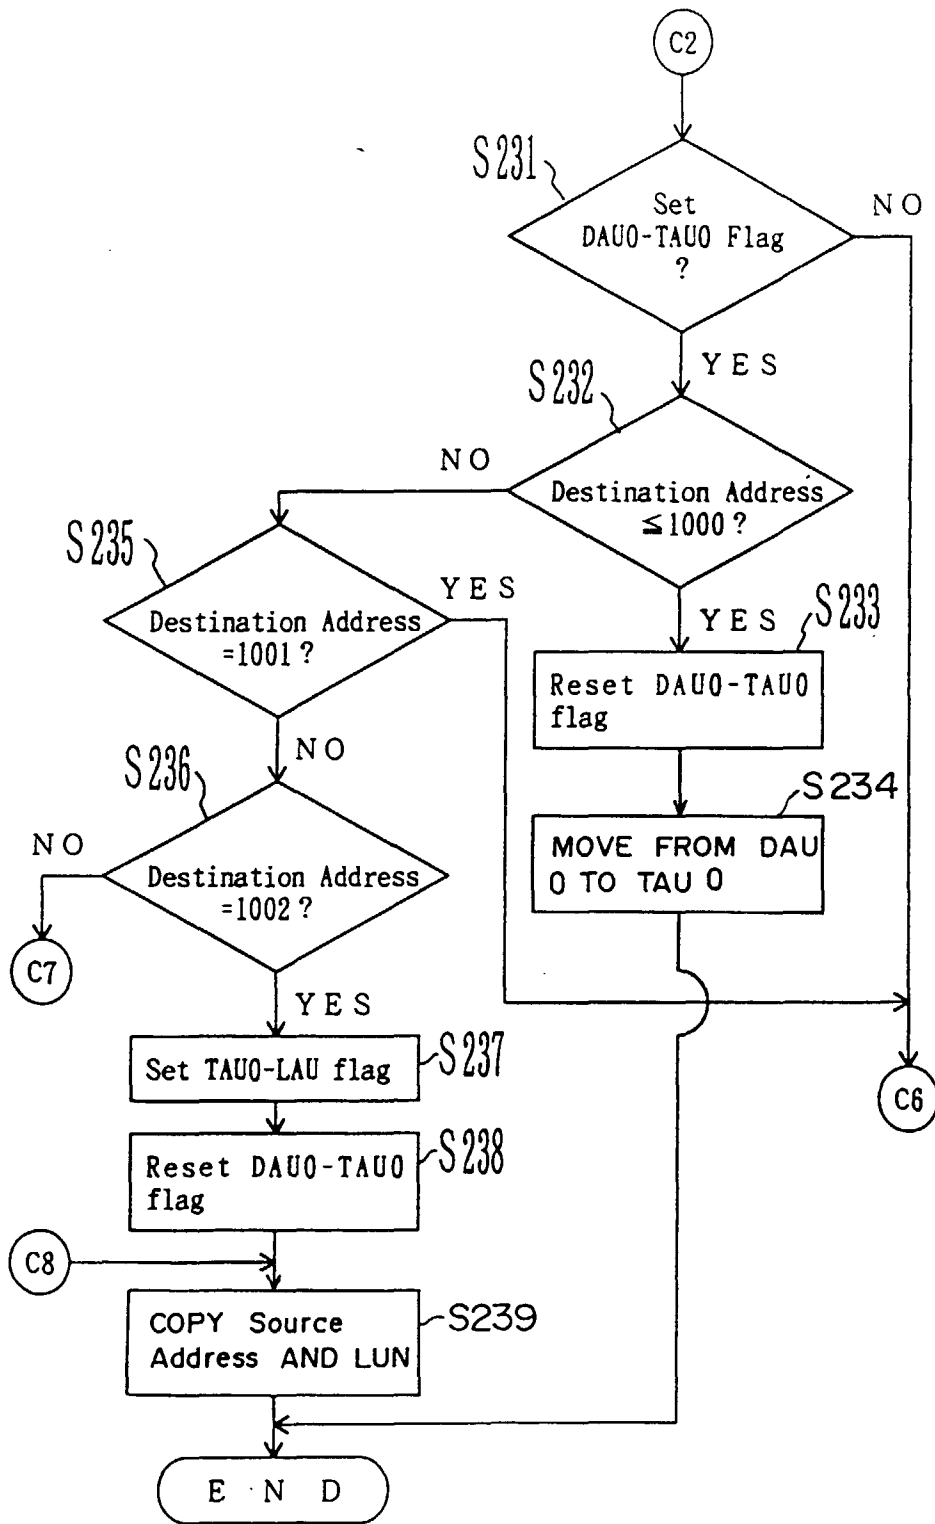 C2
S231
Set
DAU0-TAU0 Flag
?
NO
YES
S232
NO
Destination Address
≦1000?
S235
YES
YES
S233
Destination Address
=1001?
Reset DAU0-TAU0
flag
NO
S236
S234
NO
MOVE FROM DAU
0 TO TAU 0
Destination Address
=1002?
C7
YES
Set TAU0-LAU flag
S237
C6
Reset DAU0-TAU0
flag
S238
C8
COPY Source
Address AND LUN
S239
END